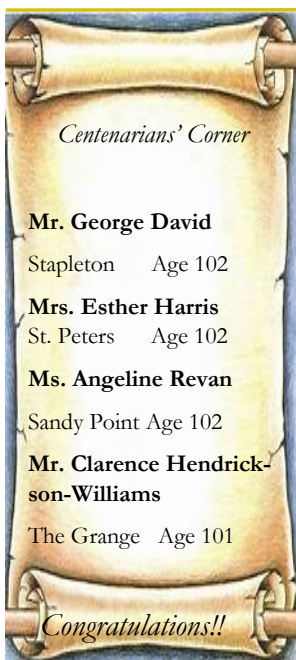 Centenarians' Corner
Mr. George David
Stapleton Age 102
Mrs. Esther Harris
St. Peters Age 102
Ms. Angeline Revan
Sandy Point Age 102
Mr. Clarence Hendrick-
son-Williams
The Grange Age 101
Congratulations!!